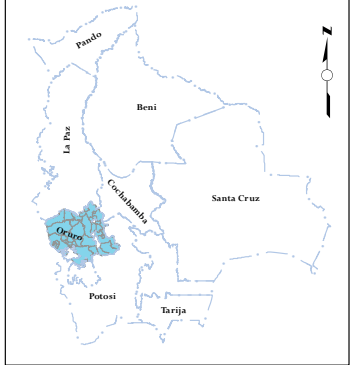 Pando
Beni
La Paz
Cochabamba
Santa Cruz
Oruro
Potosi
Tarija